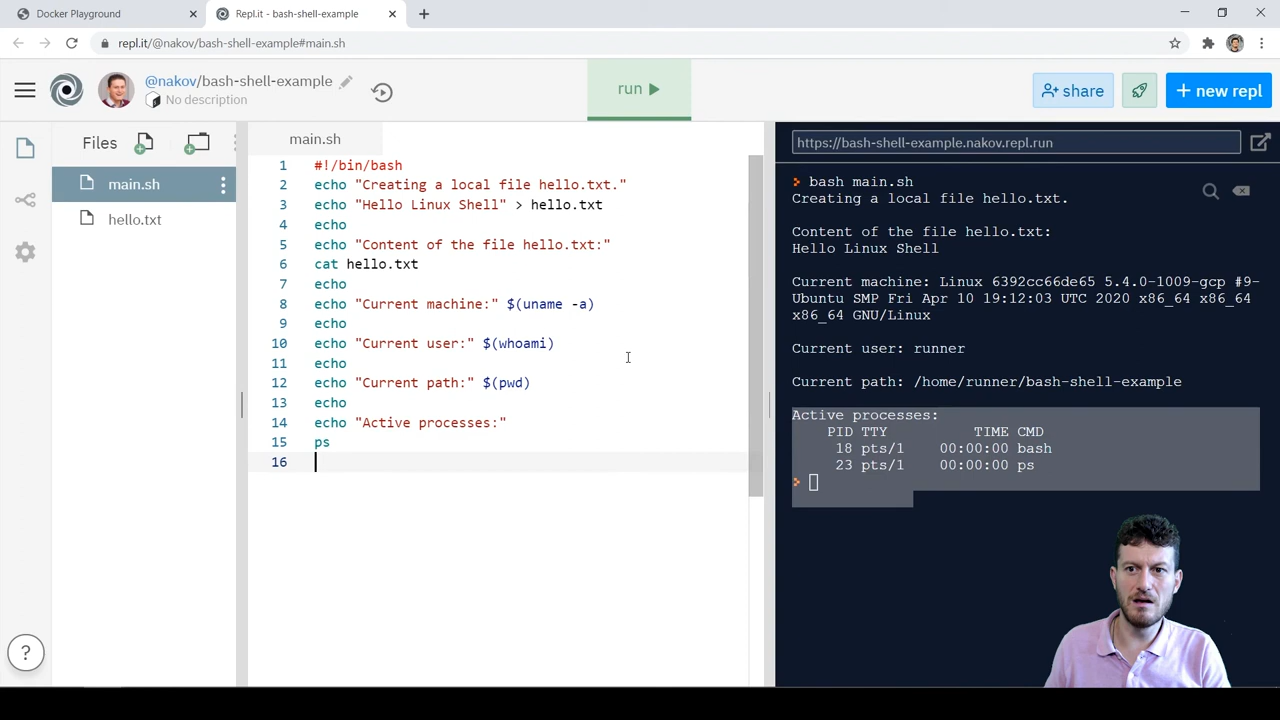 Docker Playground
Repl.it - bash-shell-example
repl.it/@nakov/bash-shell-example#main.sh
@nakov/bash-shell-example
No description
run
share
+ new repl
Files
main.sh
hello.txt
main.sh
1 #!/bin/bash
2 echo "Creating a local file hello.txt."
3 echo "Hello Linux Shell" > hello.txt
4 echo
5 echo "Content of the file hello.txt:"
6 cat hello.txt
7 echo
8 echo "Current machine:" $(uname -a)
9 echo
10 echo "Current user:" $(whoami)
11 echo
12 echo "Current path:" $(pwd)
13 echo
14 echo "Active processes:"
15 ps
16
https://bash-shell-example.nakov.repl.run
> bash main.sh
Creating a local file hello.txt.
Content of the file hello.txt:
Hello Linux Shell
Current machine: Linux 6392cc66de65 5.4.0-1009-gcp #9-
Ubuntu SMP Fri Apr 10 19:12:03 UTC 2020 x86_64 x86_64
x86_64 GNU/Linux
Current user: runner
Current path: /home/runner/bash-shell-example
Active processes:
PID TTY TIME CMD
18 pts/1 00:00:00 bash
23 pts/1 00:00:00 ps
>
?